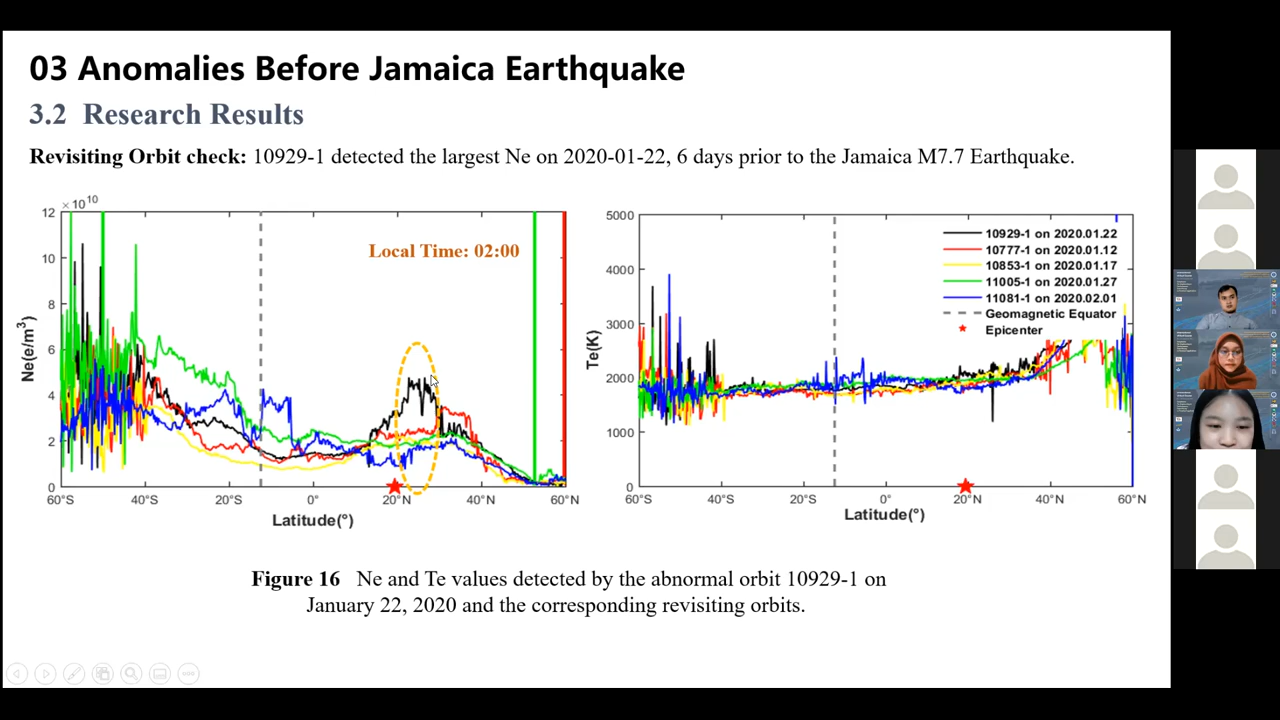 03 Anomalies Before Jamaica Earthquake
3.2 Research Results
Revisiting Orbit check: 10929-1 detected the largest Ne on 2020-01-22, 6 days prior to the Jamaica M7.7 Earthquake.
×10^10
12
10
8
6
4
2
0
Ne(e/m³)
Local Time: 02:00
60°S 40°S 20°S 0° 20°N 40°N 60°N
Latitude(°)
5000
4000
3000
2000
1000
0
Te(K)
10929-1 on 2020.01.22
10777-1 on 2020.01.12
10853-1 on 2020.01.17
11005-1 on 2020.01.27
11081-1 on 2020.02.01
Geomagnetic Equator
Epicenter
60°S 40°S 20°S 0° 20°N 40°N 60°N
Latitude(°)
Figure 16 Ne and Te values detected by the abnormal orbit 10929-1 on
January 22, 2020 and the corresponding revisiting orbits.